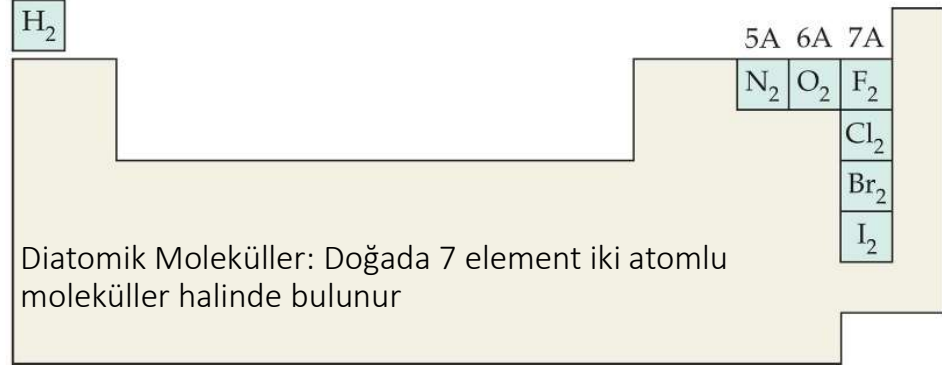 H₂
5A 6A 7A
N₂ O₂ F₂
Cl₂
Br₂
I₂
Diatomik Moleküller: Doğada 7 element iki atomlu
moleküller halinde bulunur